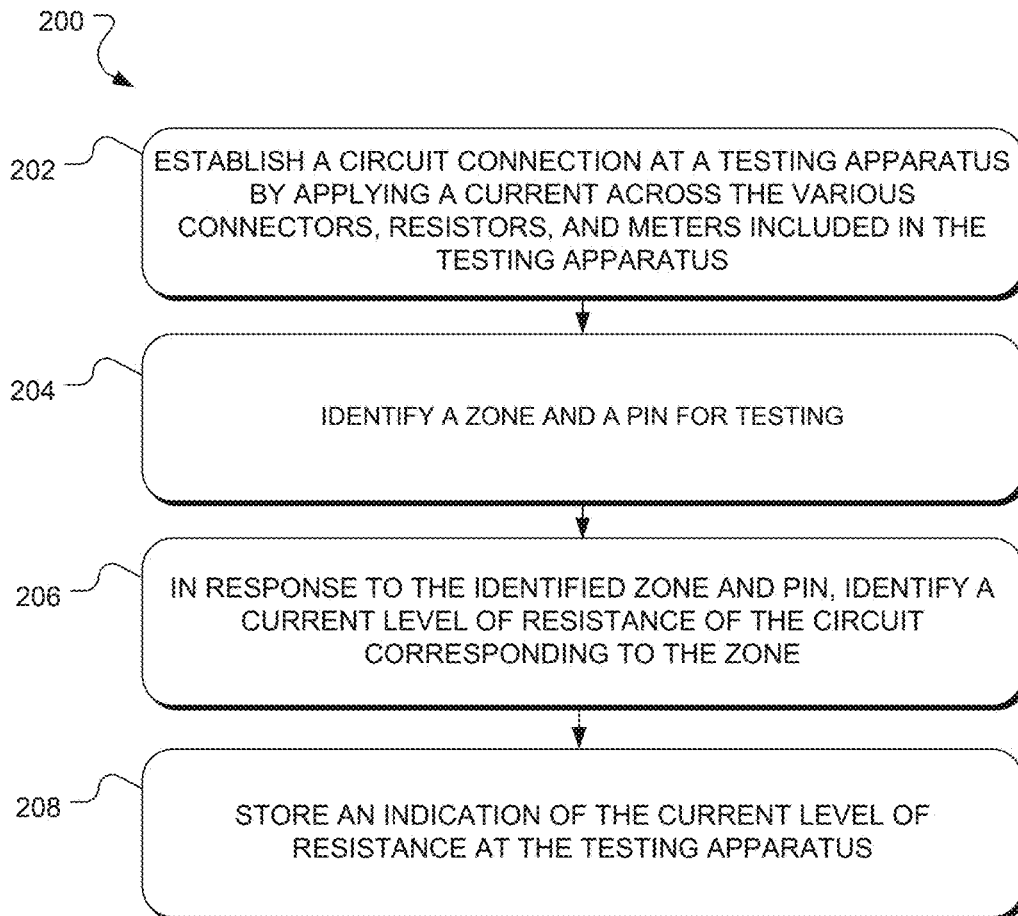 200
202
ESTABLISH A CIRCUIT CONNECTION AT A TESTING APPARATUS
BY APPLYING A CURRENT ACROSS THE VARIOUS
CONNECTORS, RESISTORS, AND METERS INCLUDED IN THE
TESTING APPARATUS
204
IDENTIFY A ZONE AND A PIN FOR TESTING
206
IN RESPONSE TO THE IDENTIFIED ZONE AND PIN, IDENTIFY A
CURRENT LEVEL OF RESISTANCE OF THE CIRCUIT
CORRESPONDING TO THE ZONE
208
STORE AN INDICATION OF THE CURRENT LEVEL OF
RESISTANCE AT THE TESTING APPARATUS